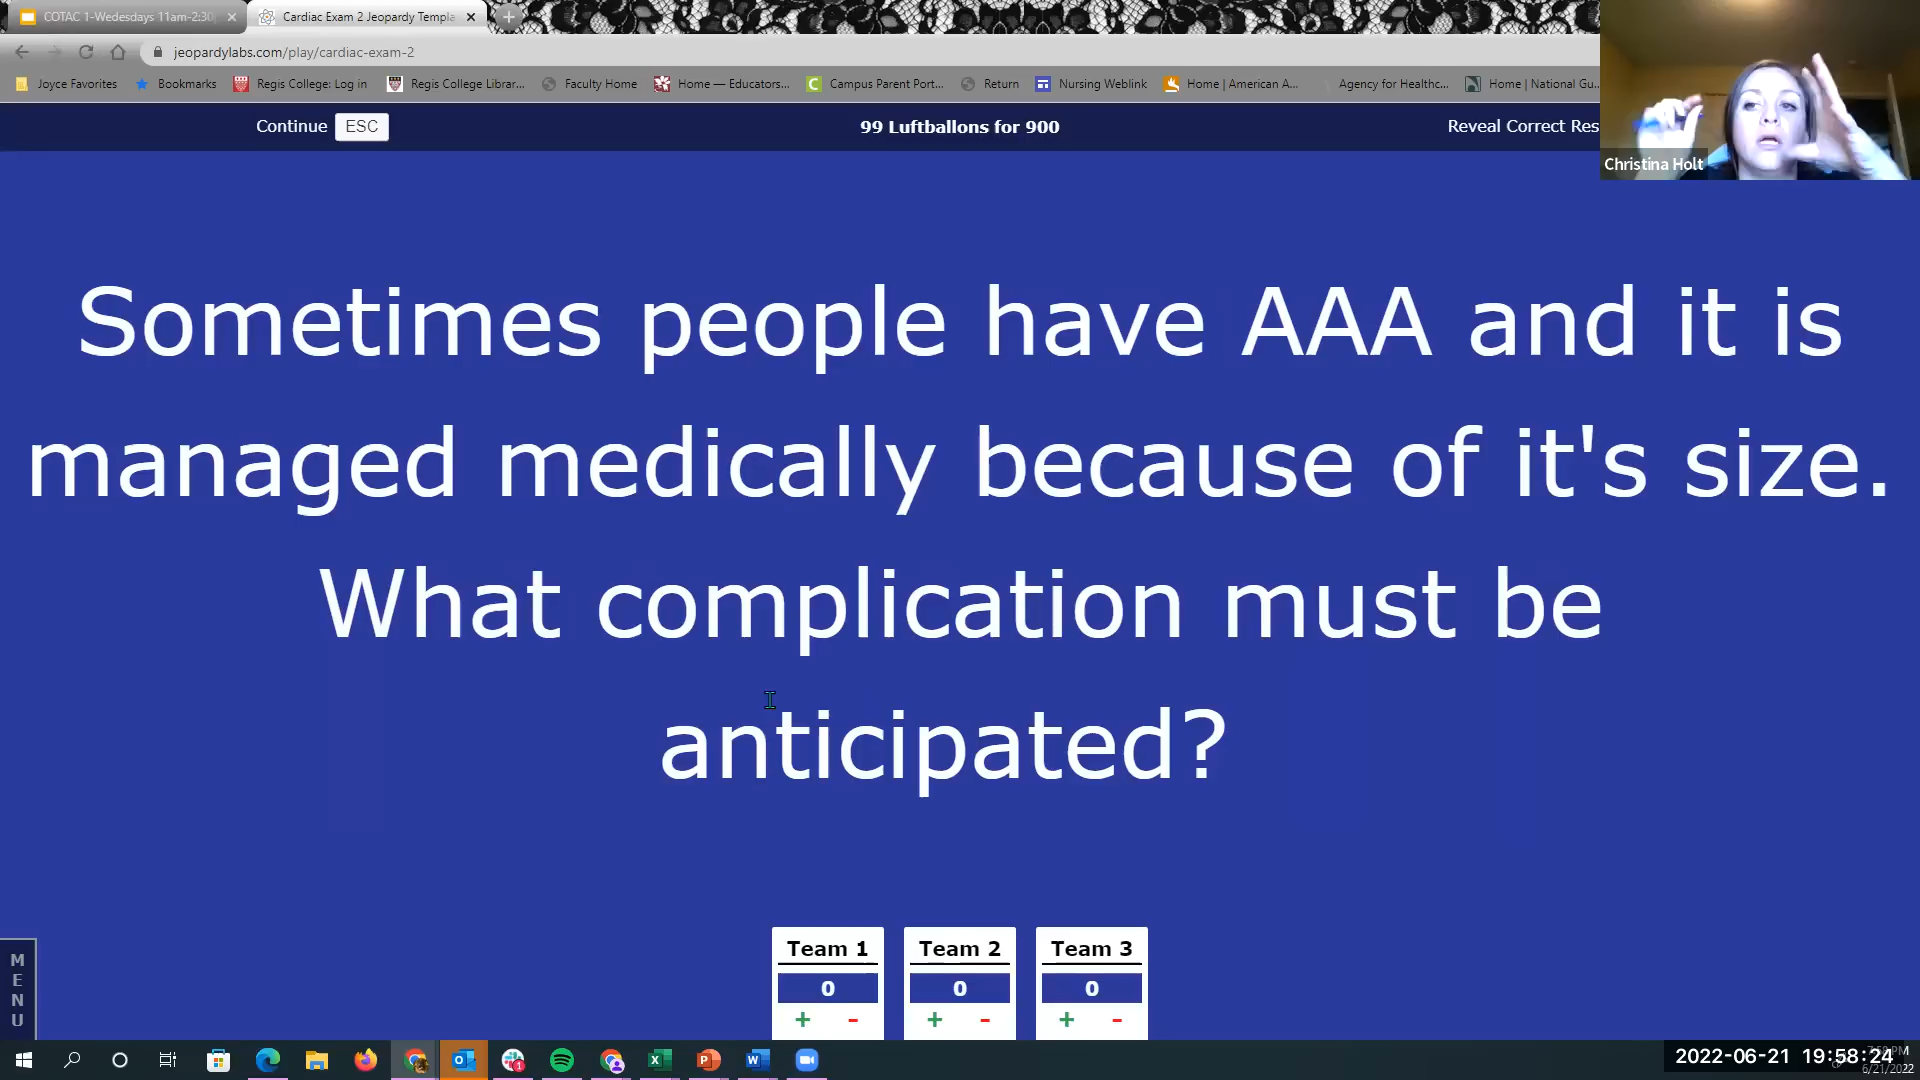 COTAC 1-Wedesdays 11am-2:30
Cardiac Exam 2 Jeopardy Templa
jeopardylabs.com/play/cardiac-exam-2
Joyce Favorites Bookmarks Regis College: Log in Regis College Librar... Faculty Home Home — Educators... Campus Parent Port... Return Nursing Weblink Home | American A... Agency for Healthc... Home | National Gu...
Continue ESC 99 Luftballons for 900 Reveal Correct Res
Christina Holt
Sometimes people have AAA and it is
managed medically because of it's size.
What complication must be
anticipated?
Team 1 Team 2 Team 3
0 0 0
+ - + - + -
MENU
2022-06-21 19:58:24
6/21/2022